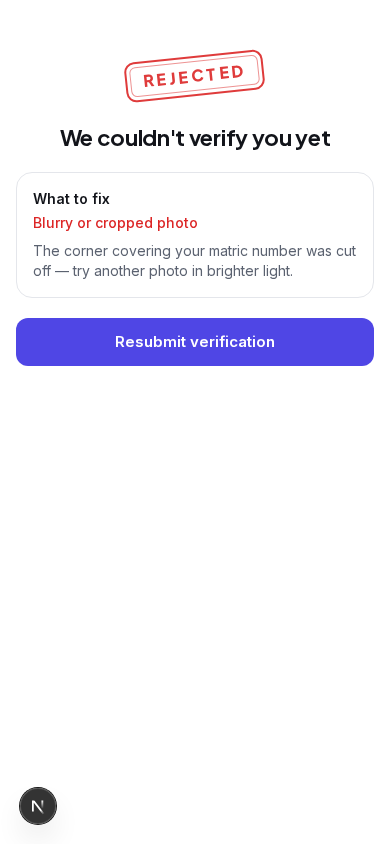 REJECTED
We couldn't verify you yet
What to fix
Blurry or cropped photo
The corner covering your matric number was cut
off — try another photo in brighter light.
Resubmit verification
N